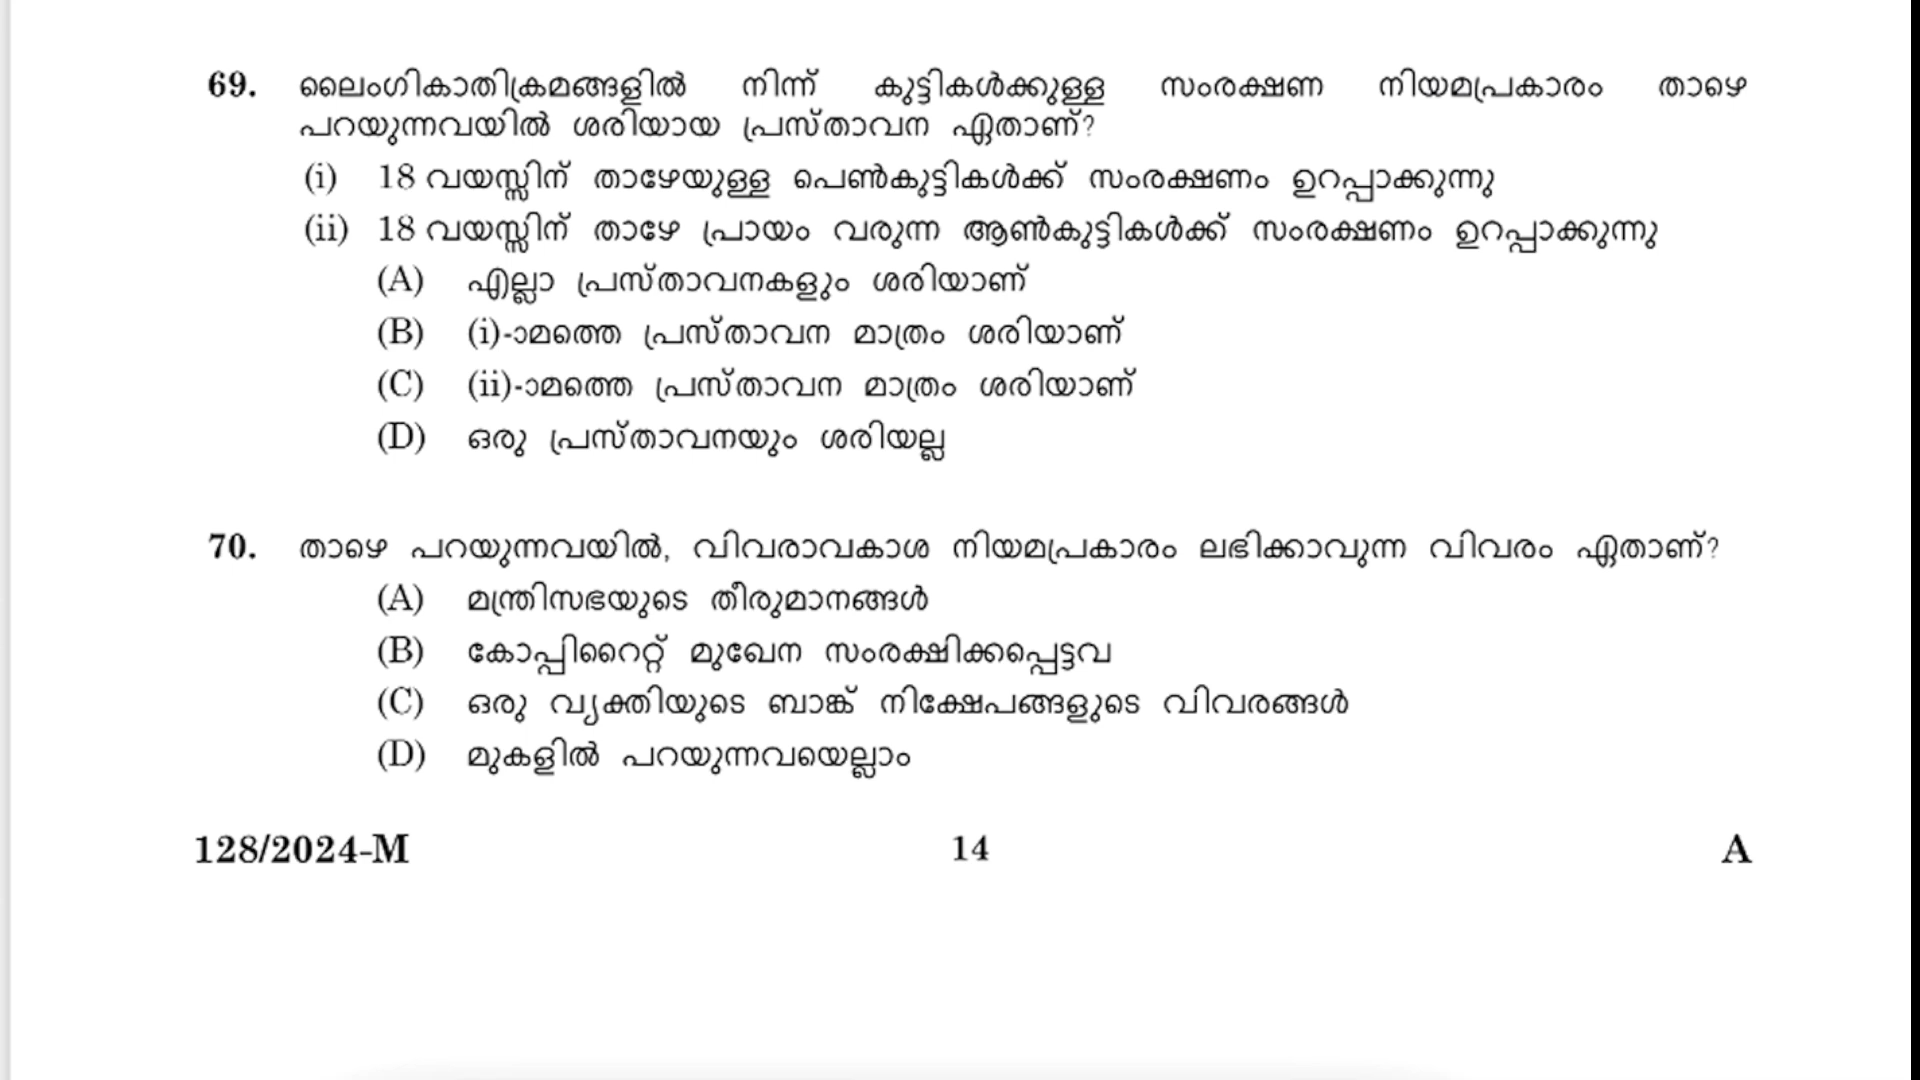 69. ലൈംഗികാതിക്രമങ്ങളിൽ നിന്ന് കുട്ടികൾക്കുള്ള സംരക്ഷണ നിയമപ്രകാരം താഴെ
പറയുന്നവയിൽ ശരിയായ പ്രസ്താവന ഏതാണ്?
(i) 18 വയസ്സിന് താഴേയുള്ള പെൺകുട്ടികൾക്ക് സംരക്ഷണം ഉറപ്പാക്കുന്നു
(ii) 18 വയസ്സിന് താഴേ പ്രായം വരുന്ന ആൺകുട്ടികൾക്ക് സംരക്ഷണം ഉറപ്പാക്കുന്നു
(A) എല്ലാ പ്രസ്താവനകളും ശരിയാണ്
(B) (i)-ാമത്തെ പ്രസ്താവന മാത്രം ശരിയാണ്
(C) (ii)-ാമത്തെ പ്രസ്താവന മാത്രം ശരിയാണ്
(D) ഒരു പ്രസ്താവനയും ശരിയല്ല
70. താഴെ പറയുന്നവയിൽ, വിവരാവകാശ നിയമപ്രകാരം ലഭിക്കാവുന്ന വിവരം ഏതാണ്?
(A) മന്ത്രിസഭയുടെ തീരുമാനങ്ങൾ
(B) കോപ്പിറൈറ്റ് മുഖേന സംരക്ഷിക്കപ്പെട്ടവ
(C) ഒരു വ്യക്തിയുടെ ബാങ്ക് നിക്ഷേപങ്ങളുടെ വിവരങ്ങൾ
(D) മുകളിൽ പറയുന്നവയെല്ലാം
128/2024-M 14 A